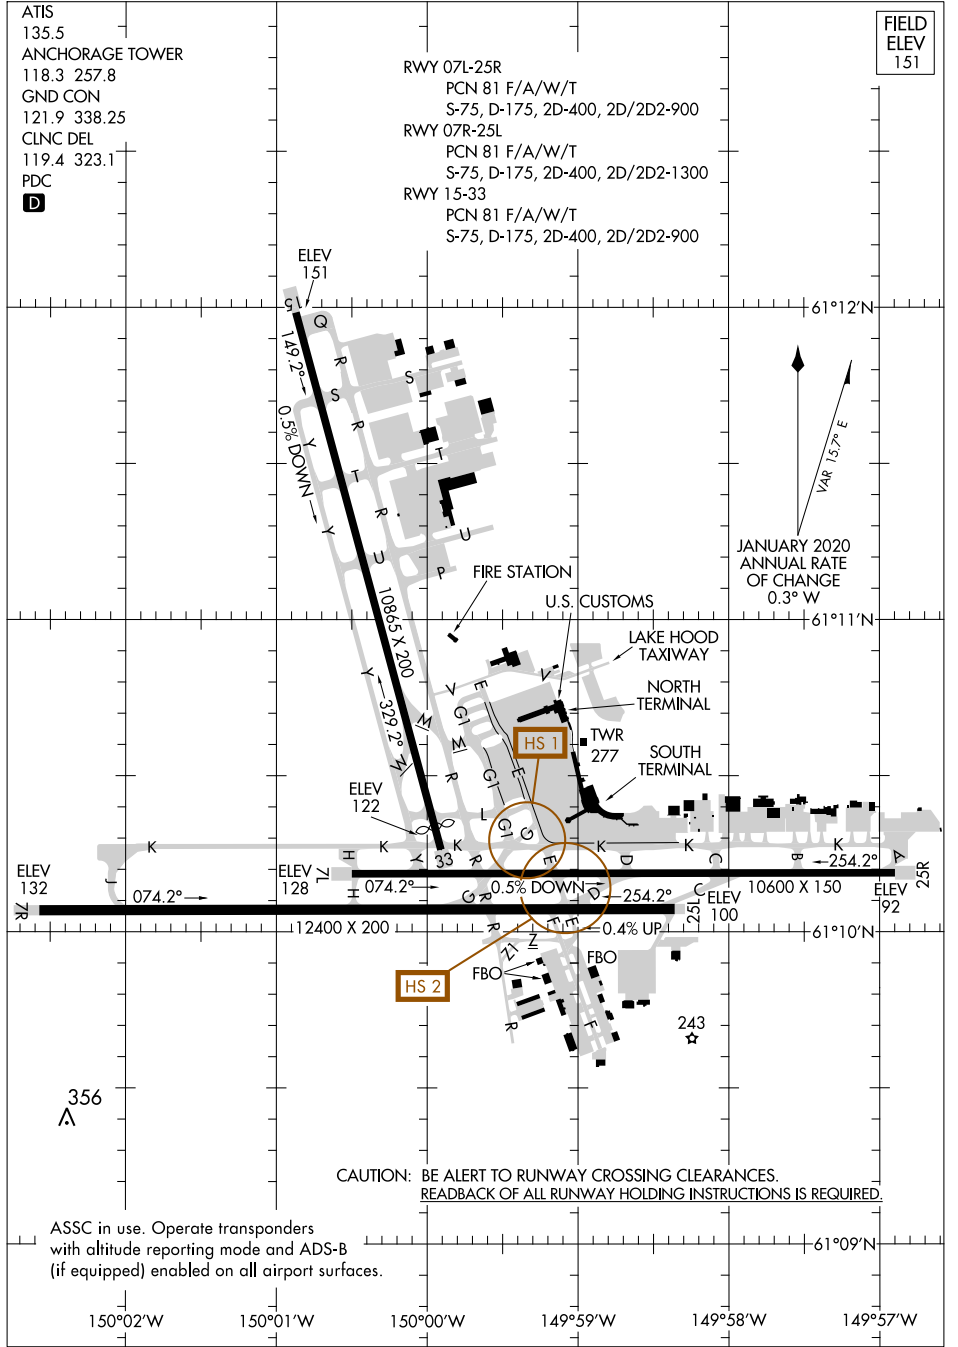 ATIS
135.5
ANCHORAGE TOWER
118.3 257.8
GND CON
121.9 338.25
CLNC DEL
119.4 323.1
PDC
D
RWY 07L-25R
PCN 81 F/A/W/T
S-75, D-175, 2D-400, 2D/2D2-900
RWY 07R-25L
PCN 81 F/A/W/T
S-75, D-175, 2D-400, 2D/2D2-1300
RWY 15-33
PCN 81 F/A/W/T
S-75, D-175, 2D-400, 2D/2D2-900
FIELD
ELEV
151
ELEV
151
61°12'N
15
Q
149.2°
R
S
S
0.5% DOWN
Y
R
T
T
Y
R
U
U
P
VAR 15.7° E
JANUARY 2020
ANNUAL RATE
OF CHANGE
0.3° W
FIRE STATION
U.S. CUSTOMS
10865 X 200
61°11'N
LAKE HOOD
TAXIWAY
NORTH
TERMINAL
Y
329.2°
V
E
V
G1
M
M
W
R
G1
E
HS 1
TWR
277
SOUTH
TERMINAL
ELEV
122
L
G1
G
K
H
K
Y
33
K
R
E
K
D
K
C
B
K
A
254.2°
ELEV
132
J
ELEV
128
7L
H
074.2°
074.2°
0.5% DOWN
G
R
D
254.2°
C
10600 X 150
ELEV
92
25R
7R
12400 X 200
R
F
E
0.4% UP
25L
ELEV
100
61°10'N
Z1
Z
FBO
FBO
HS 2
R
F
243
356
CAUTION: BE ALERT TO RUNWAY CROSSING CLEARANCES.
READBACK OF ALL RUNWAY HOLDING INSTRUCTIONS IS REQUIRED.
ASSC in use. Operate transponders
with altitude reporting mode and ADS-B
(if equipped) enabled on all airport surfaces.
61°09'N
150°02'W
150°01'W
150°00'W
149°59'W
149°58'W
149°57'W